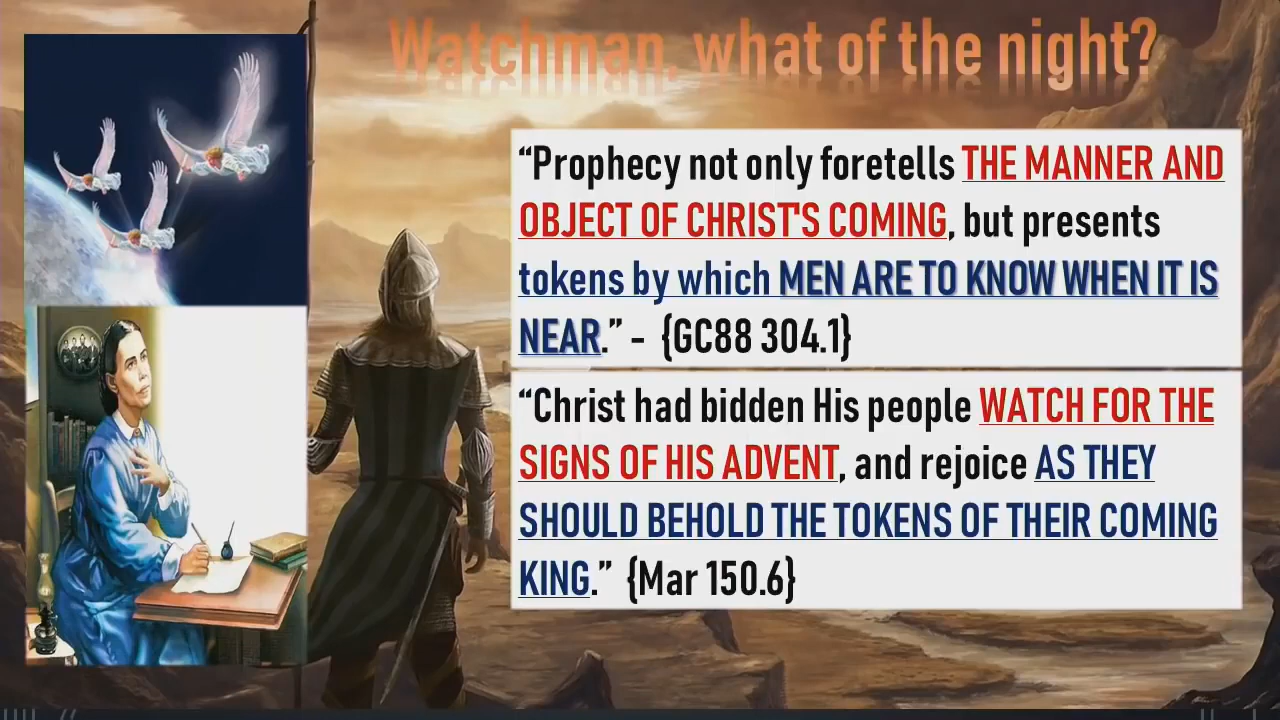 Watchman, what of the night?
“Prophecy not only foretells THE MANNER AND
OBJECT OF CHRIST'S COMING, but presents
tokens by which MEN ARE TO KNOW WHEN IT IS
NEAR.” - {GC88 304.1}
“Christ had bidden His people WATCH FOR THE
SIGNS OF HIS ADVENT, and rejoice AS THEY
SHOULD BEHOLD THE TOKENS OF THEIR COMING
KING.” {Mar 150.6}